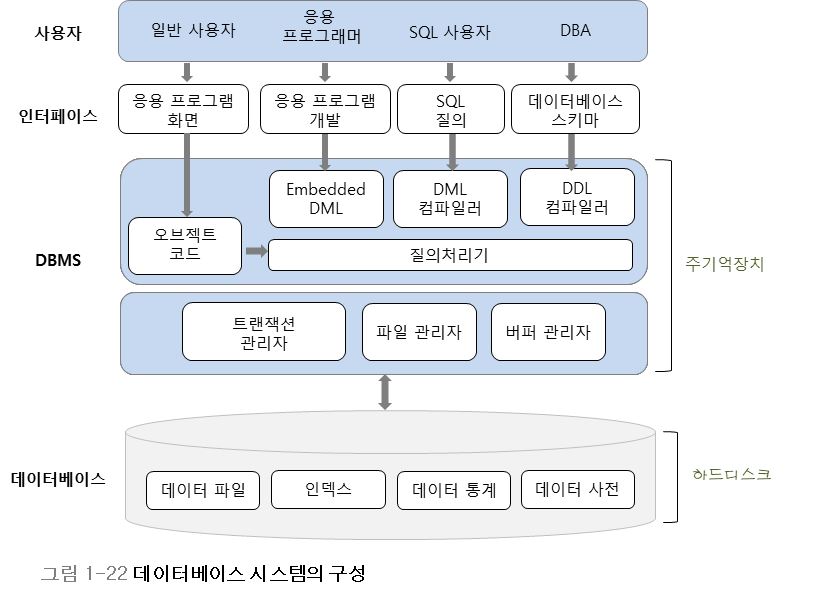 사용자
일반 사용자
응용
프로그래머
SQL 사용자
DBA
인터페이스
응용 프로그램
화면
응용 프로그램
개발
SQL
질의
데이터베이스
스키마
DBMS
Embedded
DML
DML
컴파일러
DDL
컴파일러
오브젝트
코드
질의처리기
주기억장치
트랜잭션
관리자
파일 관리자
버퍼 관리자
데이터베이스
데이터 파일
인덱스
데이터 통계
데이터 사전
하드디스크
그림 1-22 데이터베이스 시스템의 구성